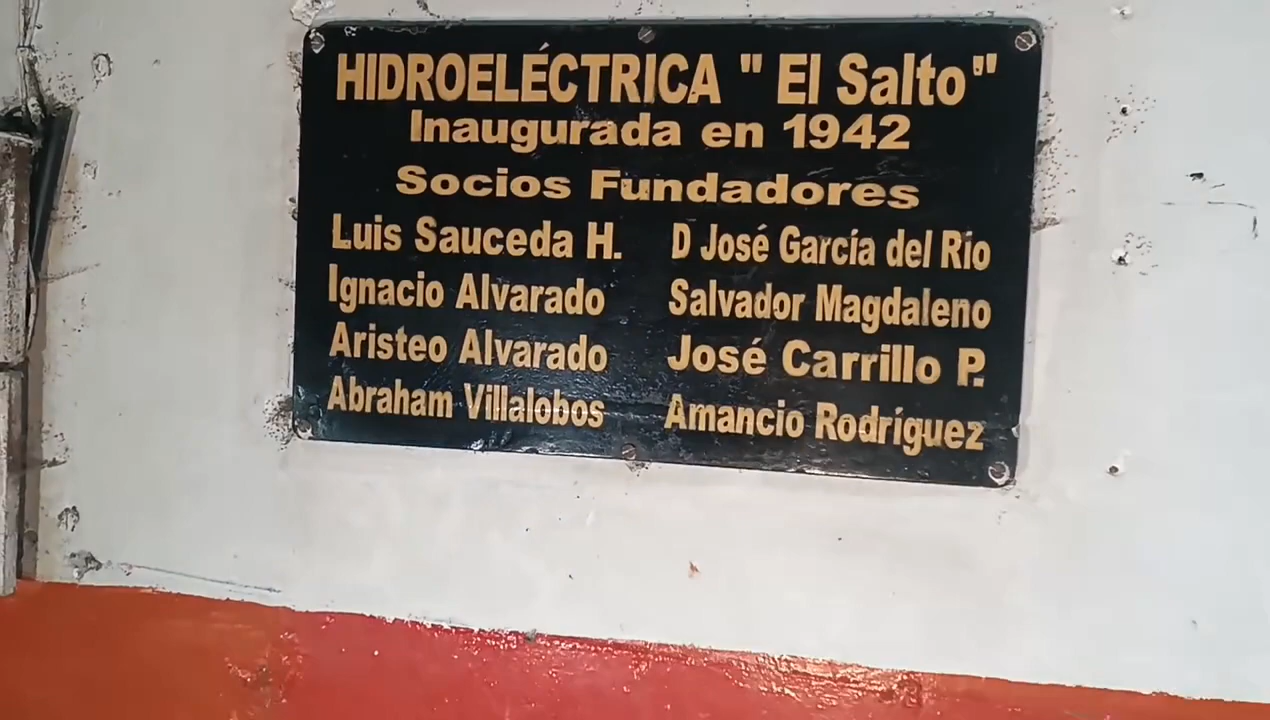 HIDROELÉCTRICA " El Salto"
Inaugurada en 1942
Socios Fundadores
Luis Sauceda H. D José García del Río
Ignacio Alvarado Salvador Magdaleno
Aristeo Alvarado José Carrillo P.
Abraham Villalobos Amancio Rodríguez